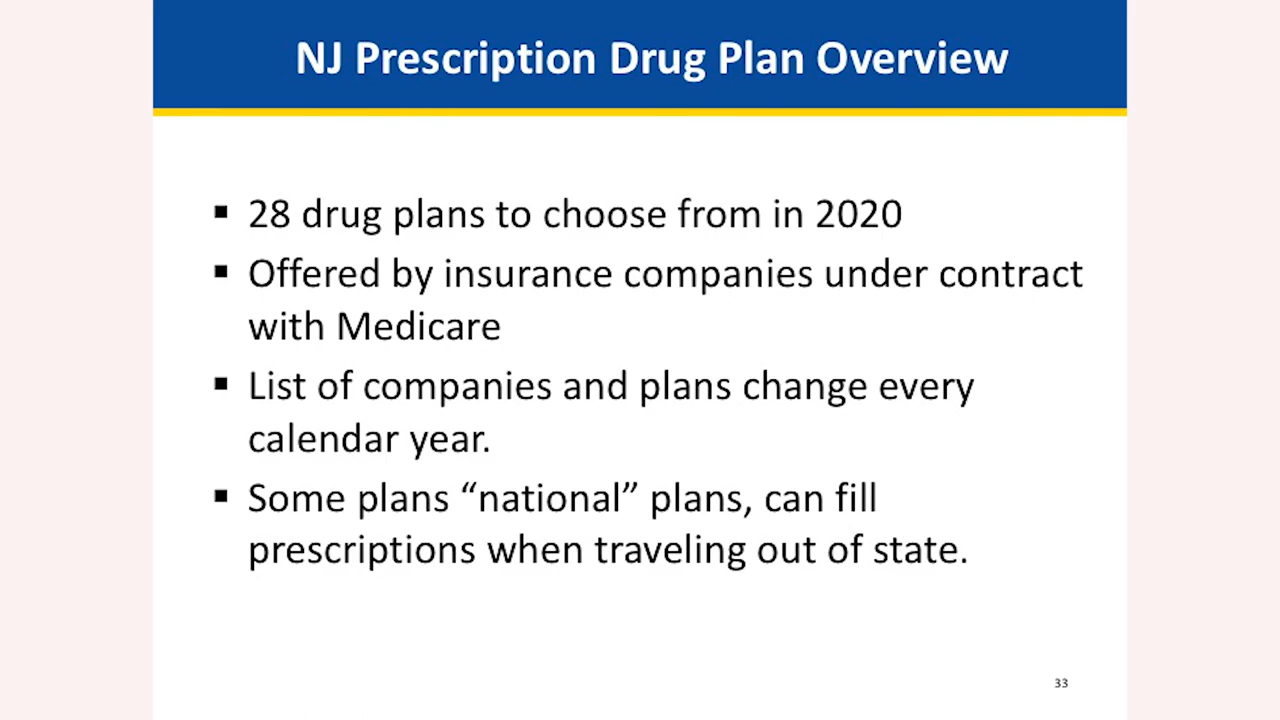 NJ Prescription Drug Plan Overview
▪ 28 drug plans to choose from in 2020
▪ Offered by insurance companies under contract
with Medicare
▪ List of companies and plans change every
calendar year.
▪ Some plans “national” plans, can fill
prescriptions when traveling out of state.
33